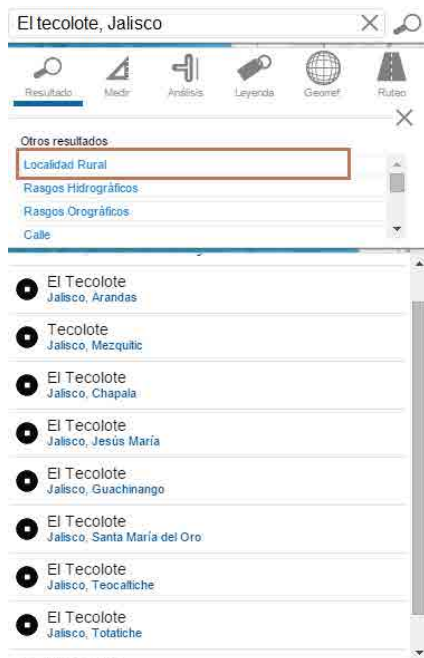 El tecolote, Jalisco
Resultado Medir Análisis Leyenda Georref. Ruteo
Otros resultados
Localidad Rural
Rasgos Hidrográficos
Rasgos Orográficos
Calle
El Tecolote
Jalisco, Arandas
Tecolote
Jalisco, Mezquitic
El Tecolote
Jalisco, Chapala
El Tecolote
Jalisco, Jesús María
El Tecolote
Jalisco, Guachinango
El Tecolote
Jalisco, Santa María del Oro
El Tecolote
Jalisco, Teocaltiche
El Tecolote
Jalisco, Totatiche